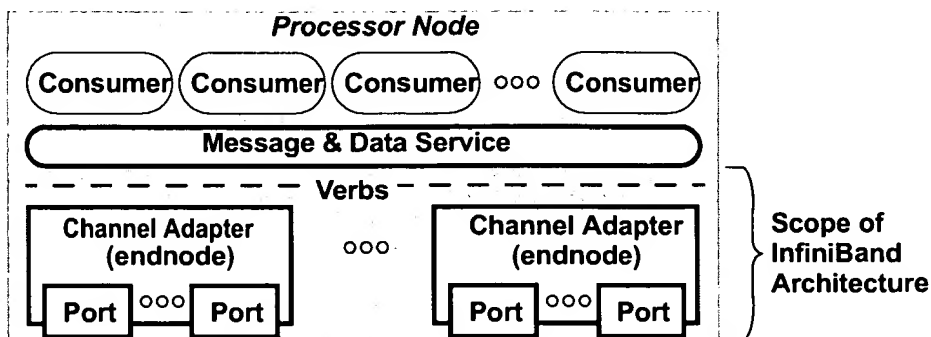 Processor Node
Consumer Consumer Consumer ooo Consumer
Message & Data Service
Verbs
Channel Adapter
(endnode)
ooo
Channel Adapter
(endnode)
Port ooo Port
Port ooo Port
Scope of
InfiniBand
Architecture